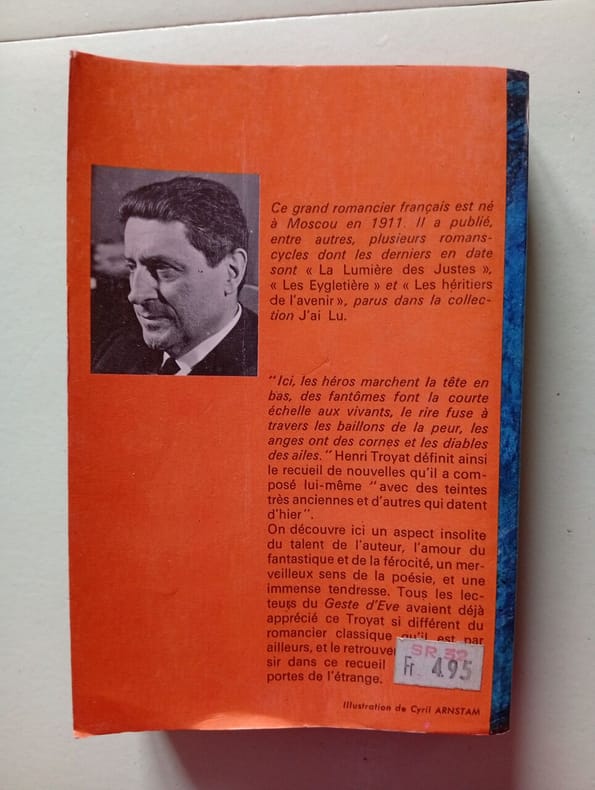 Ce grand romancier français est né
à Moscou en 1911. Il a publié,
entre autres, plusieurs romans-
cycles dont les derniers en date
sont « La Lumière des Justes »,
« Les Eygletière » et « Les héritiers
de l'avenir », parus dans la collec-
tion J'ai Lu.
"Ici, les héros marchent la tête en
bas, des fantômes font la courte
échelle aux vivants, le rire fuse à
travers les baillons de la peur, les
anges ont des cornes et les diables
des ailes." Henri Troyat définit ainsi
le recueil de nouvelles qu'il a com-
posé lui-même "avec des teintes
très anciennes et d'autres qui datent
d'hier".
On découvre ici un aspect insolite
du talent de l'auteur, l'amour du
fantastique et de la férocité, un mer-
veilleux sens de la poésie, et une
immense tendresse. Tous les lec-
teurs du Geste d'Eve avaient déjà
apprécié ce Troyat si différent du
romancier classique qu'il est par
ailleurs, et le retrouver
sir dans ce recueil
portes de l'étrange.
SR 52
Fr 4.95
Illustration de Cyril ARNSTAM